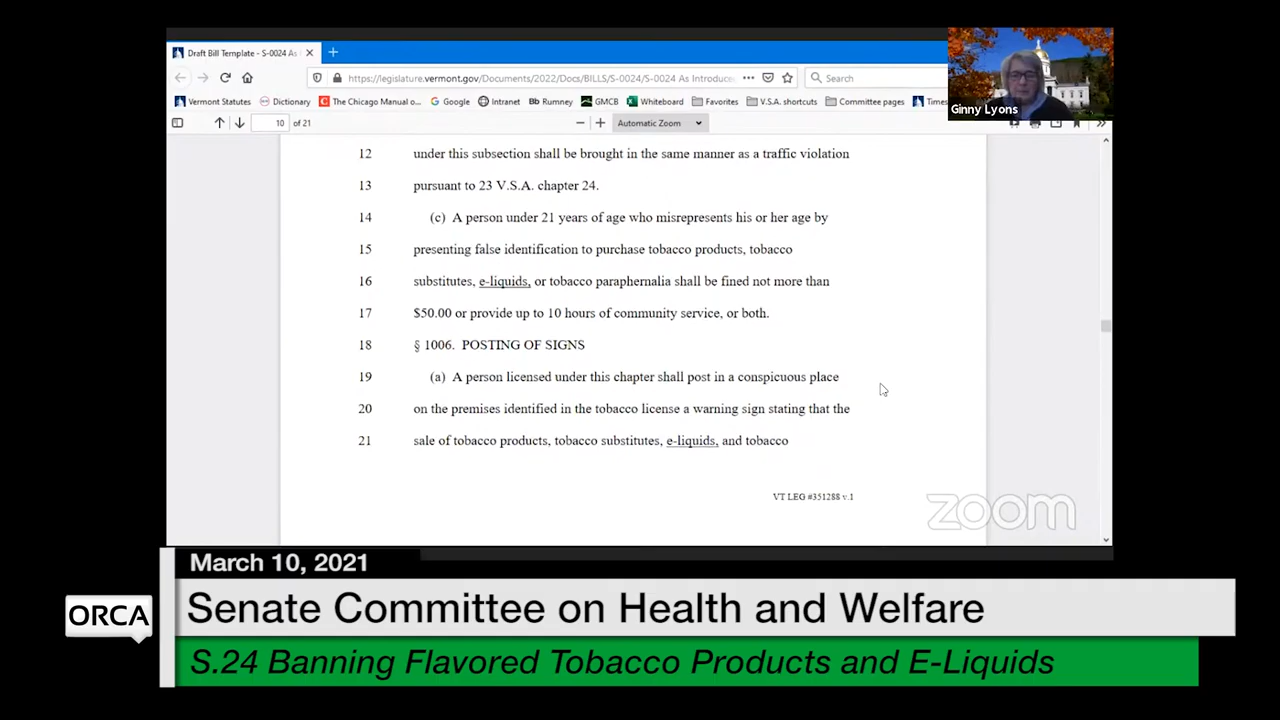 Draft Bill Template - S-0024 As
https://legislature.vermont.gov/Documents/2022/Docs/BILLS/S-0024/S-0024 As Introduce
Search
Vermont Statutes
Dictionary
The Chicago Manual o...
Google
Intranet
Bb Rumney
GMCB
Whiteboard
Favorites
V.S.A. shortcuts
Committee pages
Times
Ginny Lyons
10 of 21
Automatic Zoom
12 under this subsection shall be brought in the same manner as a traffic violation
13 pursuant to 23 V.S.A. chapter 24.
14 (c) A person under 21 years of age who misrepresents his or her age by
15 presenting false identification to purchase tobacco products, tobacco
16 substitutes, e-liquids, or tobacco paraphernalia shall be fined not more than
17 $50.00 or provide up to 10 hours of community service, or both.
18 § 1006. POSTING OF SIGNS
19 (a) A person licensed under this chapter shall post in a conspicuous place
20 on the premises identified in the tobacco license a warning sign stating that the
21 sale of tobacco products, tobacco substitutes, e-liquids, and tobacco
VT LEG #351288 v.1
zoom
March 10, 2021
ORCA
Senate Committee on Health and Welfare
S.24 Banning Flavored Tobacco Products and E-Liquids